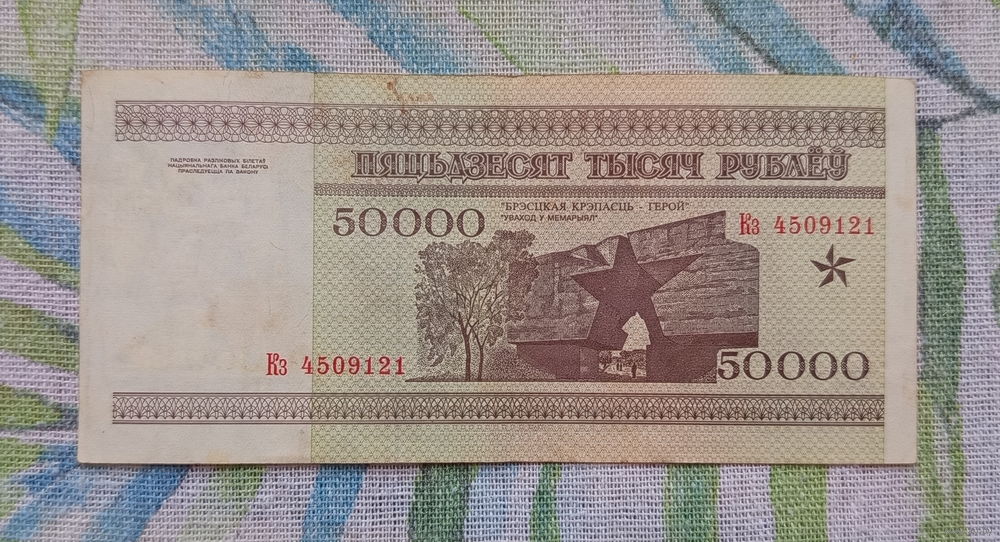 ПАДРОБКА РАЗЛІКОВЫХ БІЛЕТАЎ
НАЦЫЯНАЛЬНАГА БАНКА БЕЛАРУСІ
ПРАСЛЕДУЕЦЦА ПА ЗАКОНУ
ПЯЦЬДЗЕСЯТ ТЫСЯЧ РУБЛЁЎ
50000
"БРЭСЦКАЯ КРЭПАСЦЬ - ГЕРОЙ"
"УВАХОД У МЕМАРЫЯЛ"
Кз 4509121
Кз 4509121
50000